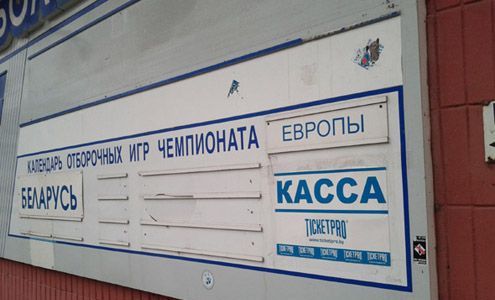 КАЛЕНДАРЬ ОТБОРОЧНЫХ ИГР ЧЕМПИОНАТА ЕВРОПЫ
БЕЛАРУСЬ
КАССА
TICKETPRO
www.ticketpro.by
TICKETPRO TICKETPRO TICKETPRO TICKETPRO